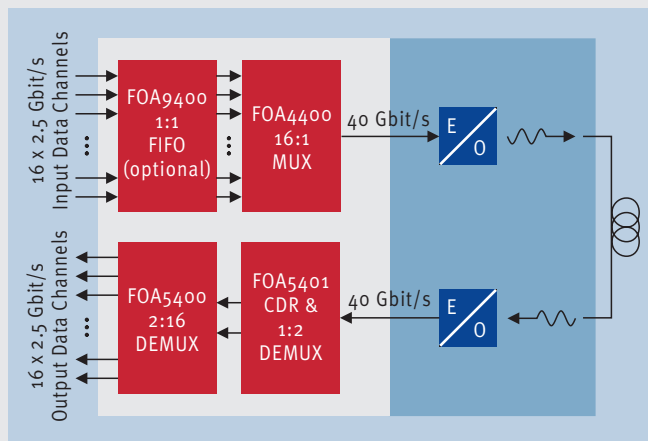 16 x 2.5 Gbit/s
Input Data Channels
...
FOA9400
1:1
FIFO
(optional)
...
FOA4400
16:1
MUX
40 Gbit/s
E
O
16 x 2.5 Gbit/s
Output Data Channels
...
FOA5400
2:16
DEMUX
FOA5401
CDR &
1:2
DEMUX
40 Gbit/s
E
O